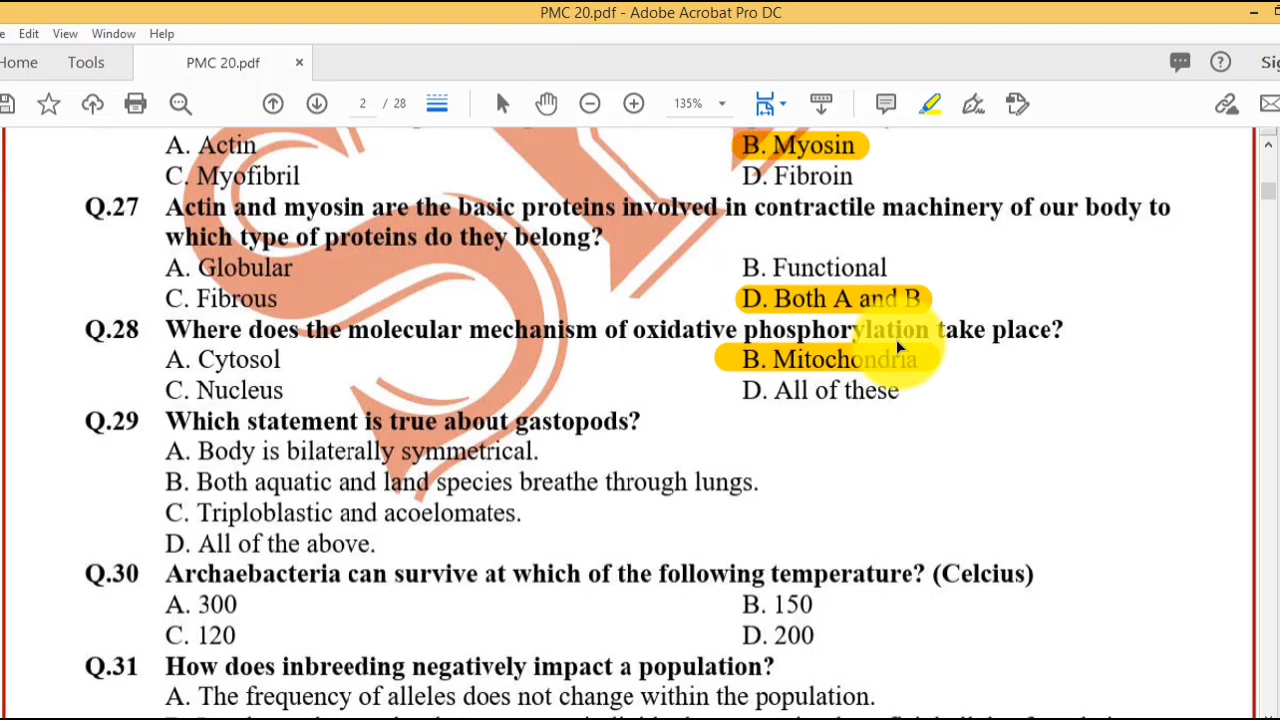 PMC 20.pdf - Adobe Acrobat Pro DC
Edit View Window Help
Home Tools PMC 20.pdf ×
2 / 28 135%
A. Actin B. Myosin
C. Myofibril D. Fibroin
Q.27 Actin and myosin are the basic proteins involved in contractile machinery of our body to
which type of proteins do they belong?
A. Globular B. Functional
C. Fibrous D. Both A and B
Q.28 Where does the molecular mechanism of oxidative phosphorylation take place?
A. Cytosol B. Mitochondria
C. Nucleus D. All of these
Q.29 Which statement is true about gastopods?
A. Body is bilaterally symmetrical.
B. Both aquatic and land species breathe through lungs.
C. Triploblastic and acoelomates.
D. All of the above.
Q.30 Archaebacteria can survive at which of the following temperature? (Celcius)
A. 300 B. 150
C. 120 D. 200
Q.31 How does inbreeding negatively impact a population?
A. The frequency of alleles does not change within the population.